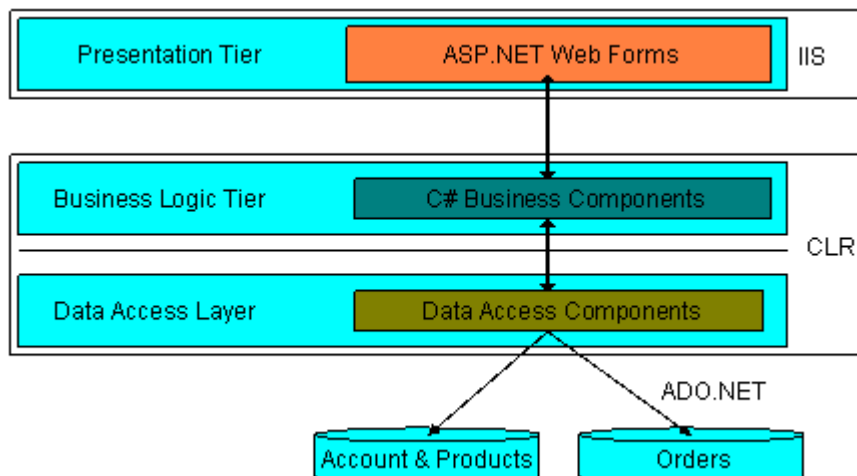 Presentation Tier
ASP.NET Web Forms
IIS
Business Logic Tier
C# Business Components
CLR
Data Access Layer
Data Access Components
ADO.NET
Account & Products
Orders